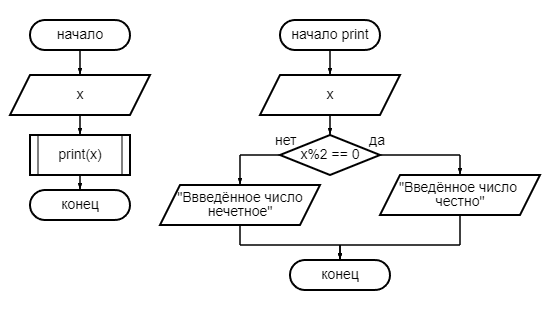 начало
x
print(x)
конец
начало print
x
нет
да
x%2 == 0
"Ввведённое число
нечетное"
"Введённое число
честно"
конец